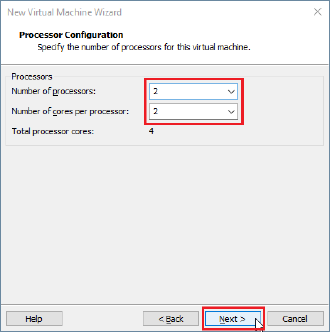 New Virtual Machine Wizard
Processor Configuration
Specify the number of processors for this virtual machine.
Processors
Number of processors: 2
Number of cores per processor: 2
Total processor cores: 4
Help < Back Next > Cancel